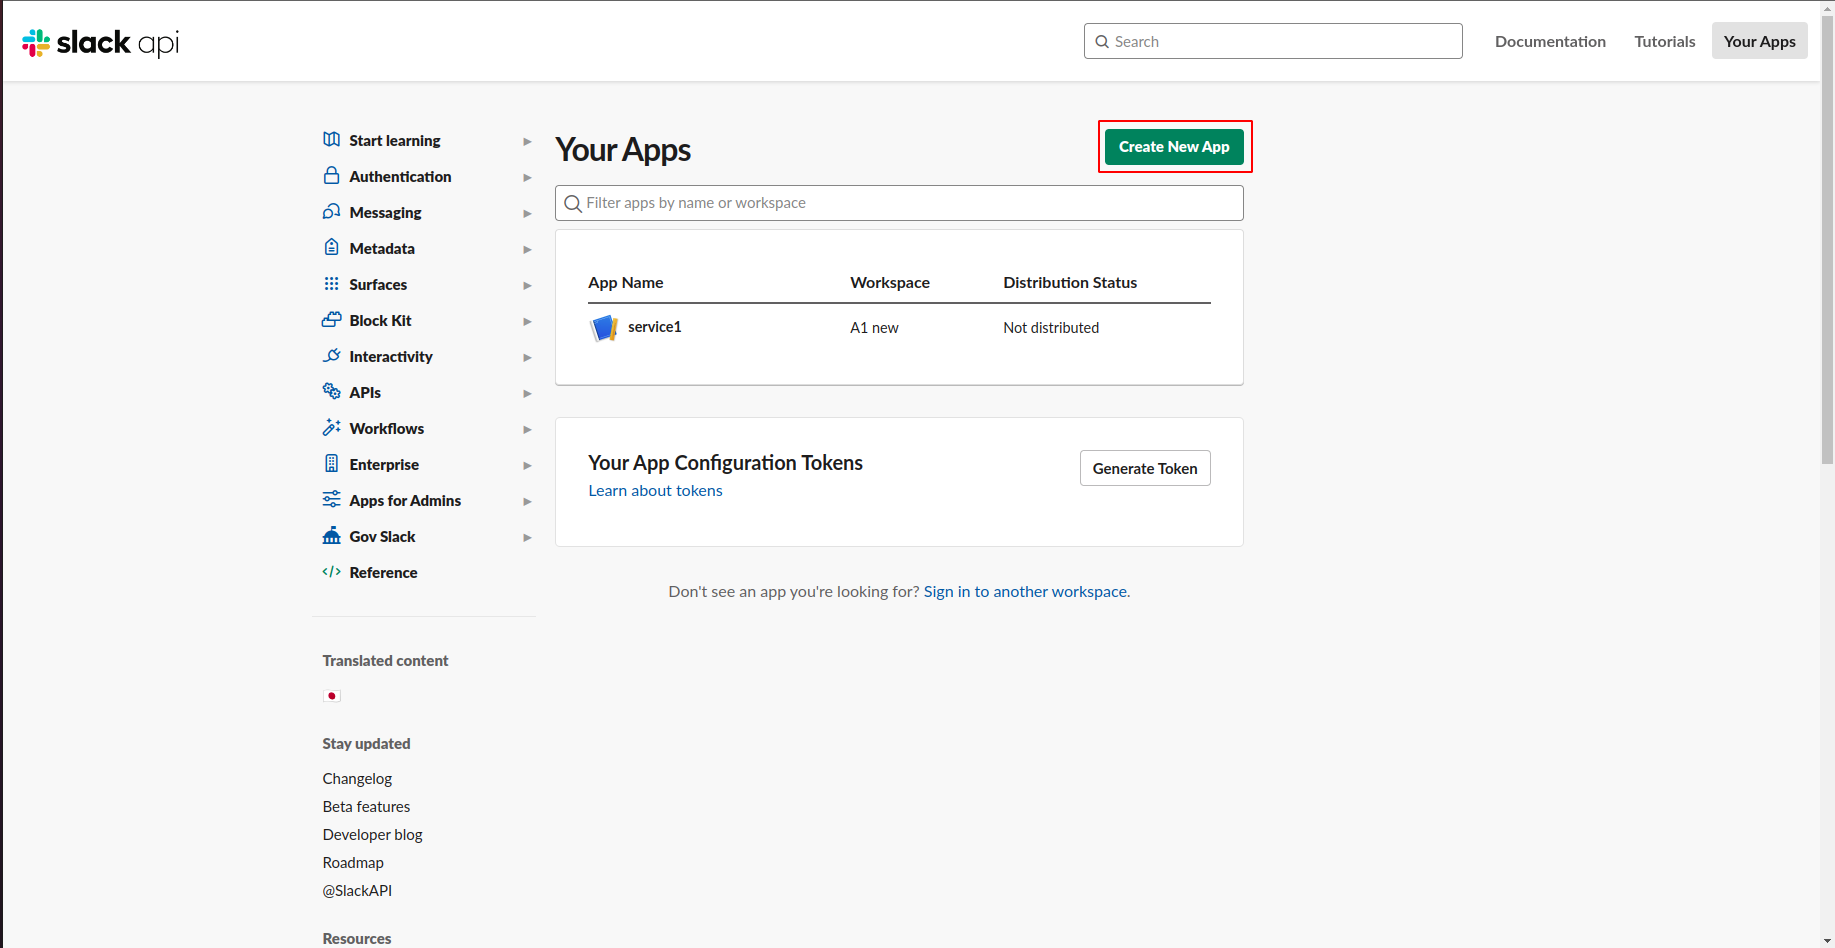 slack api
Search
Documentation
Tutorials
Your Apps
Start learning
Authentication
Messaging
Metadata
Surfaces
Block Kit
Interactivity
APIs
Workflows
Enterprise
Apps for Admins
Gov Slack
Reference
Translated content
Stay updated
Changelog
Beta features
Developer blog
Roadmap
@SlackAPI
Resources
Your Apps
Create New App
Filter apps by name or workspace
App Name Workspace Distribution Status
service1 A1 new Not distributed
Your App Configuration Tokens
Learn about tokens
Generate Token
Don't see an app you're looking for? Sign in to another workspace.